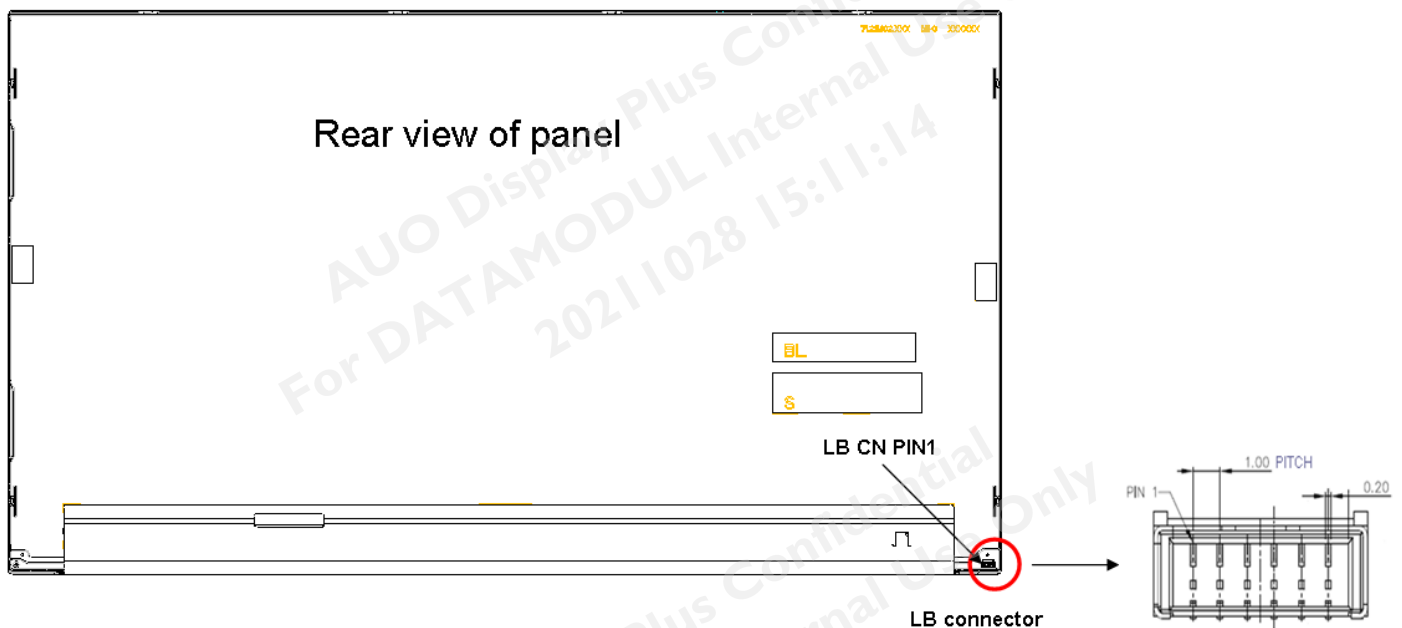 Rear view of panel
AUO Display Plus Confidential
For DATAMODUL Internal Use
20211028 15:11:14
BL
S
LB CN PIN1
1.00 PITCH
PIN 1
0.20
LB connector
Plus Confidential
Internal Use Only